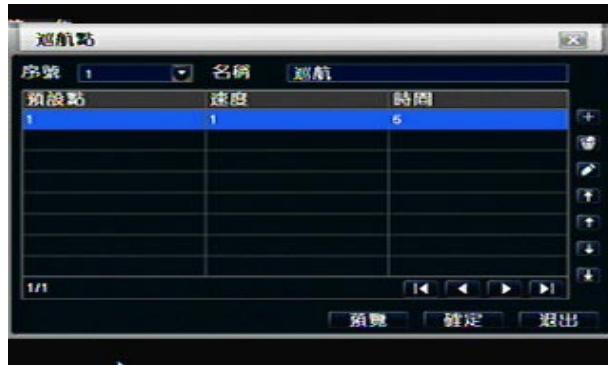 巡航點
序號 1 名稱 巡航
預設點 速度 時間
1 1 5
1/1
預覽 確定 退出